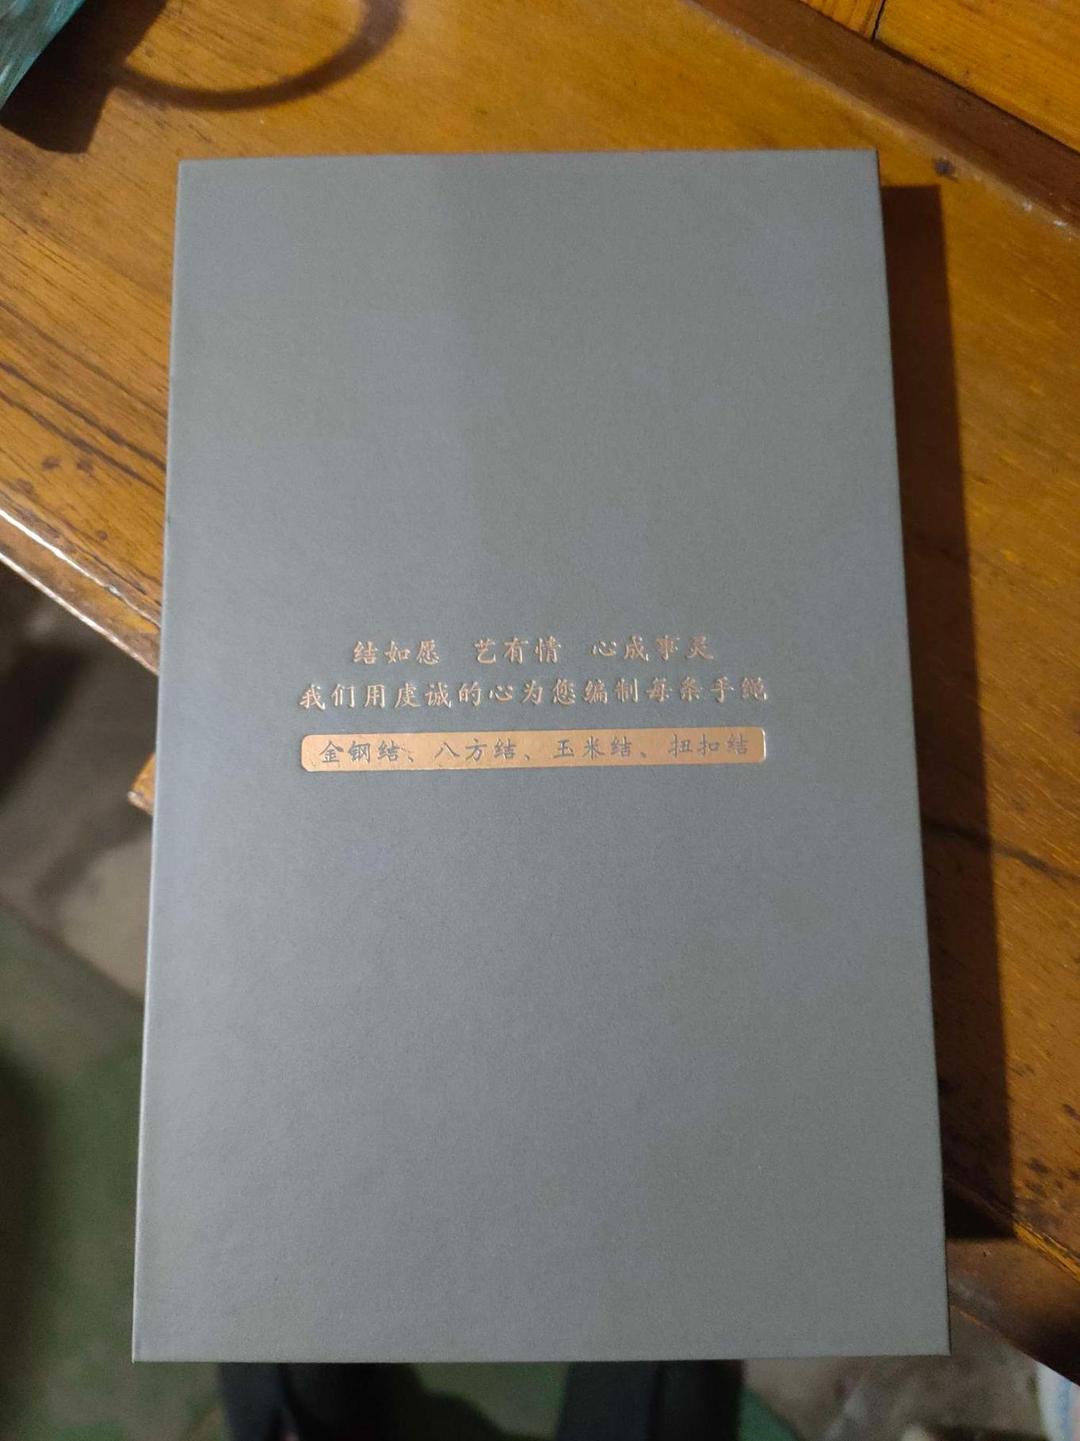 结如愿 艺有情 心成事灵
我们用虔诚的心为您编制每条手绳
金钢结、八方结、玉米结、扭扣结